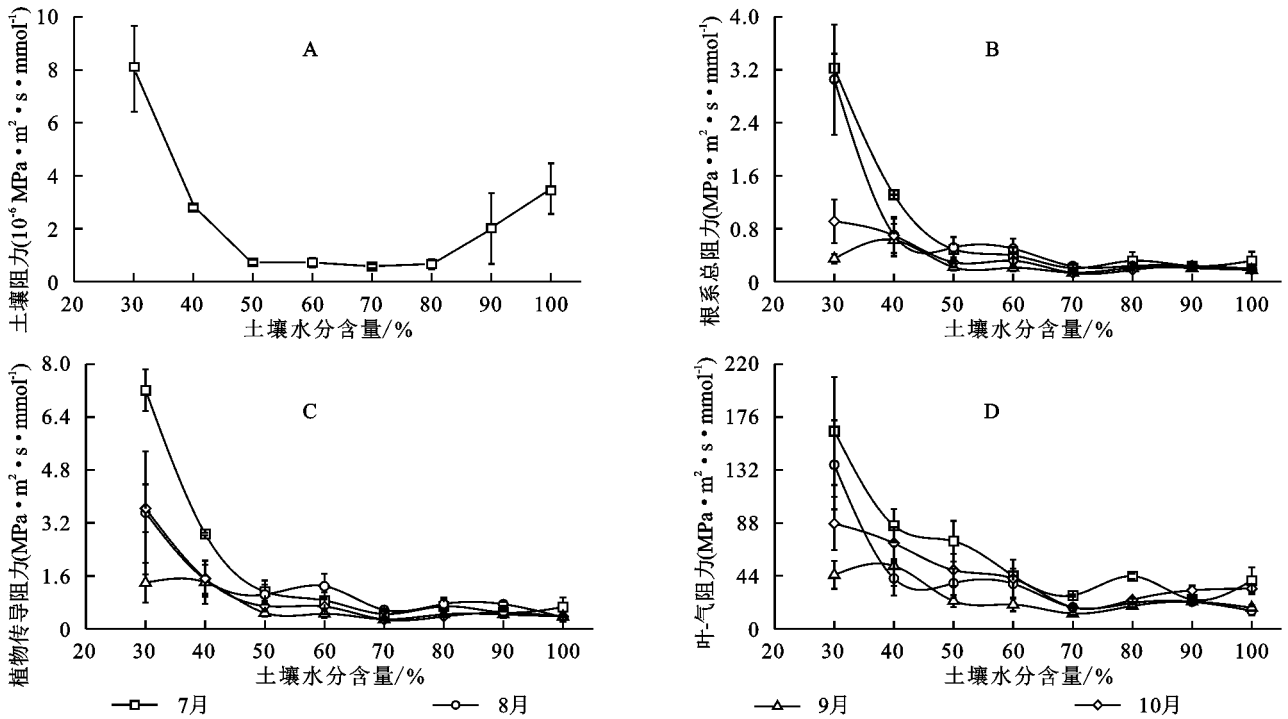 A
土壤阻力(10⁻⁶ MPa·m²·s·mmol⁻¹)
10
8
6
4
2
0
20 30 40 50 60 70 80 90 100
土壤水分含量/%
B
根系总阻力(MPa·m²·s·mmol⁻¹)
4.0
3.2
2.4
1.6
0.8
0
20 30 40 50 60 70 80 90 100
土壤水分含量/%
C
植物传导阻力(MPa·m²·s·mmol⁻¹)
8.0
6.4
4.8
3.2
1.6
0
20 30 40 50 60 70 80 90 100
土壤水分含量/%
D
叶-气阻力(MPa·m²·s·mmol⁻¹)
220
176
132
88
44
0
20 30 40 50 60 70 80 90 100
土壤水分含量/%
7月 8月 9月 10月